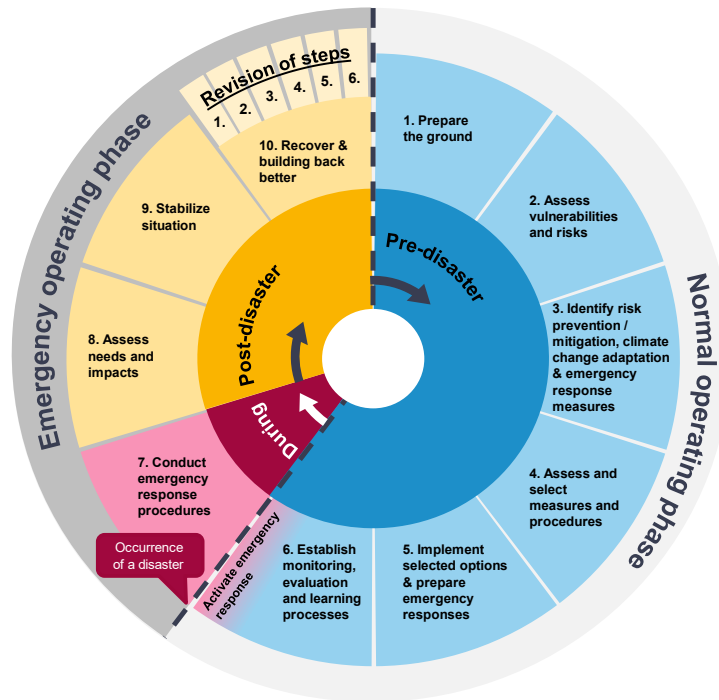 Revision of steps
1.
2.
3.
4.
5.
6.
1. Prepare
the ground
2. Assess
vulnerabilities
and risks
3. Identify risk
prevention /
mitigation, climate
change adaptation
& emergency
response
measures
4. Assess and
select
measures and
procedures
5. Implement
selected options
& prepare
emergency
responses
6. Establish
monitoring,
evaluation
and learning
processes
Activate emergency
response
7. Conduct
emergency
response
procedures
Occurrence
of a disaster
8. Assess
needs and
impacts
9. Stabilize
situation
10. Recover &
building back
better
Pre-disaster
During
Post-disaster
Emergency operating phase
Normal operating phase